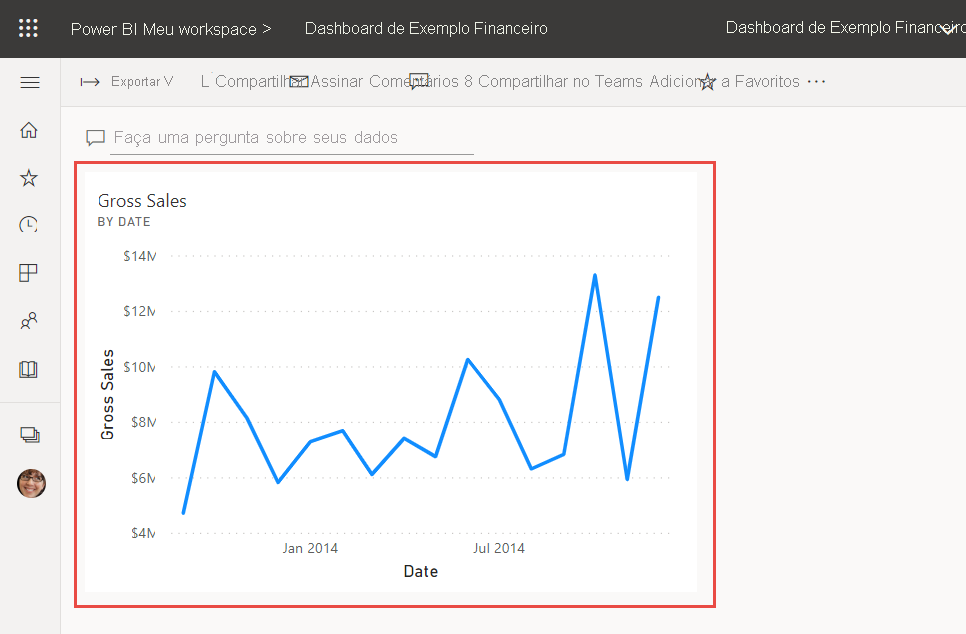 Power BI Meu workspace > Dashboard de Exemplo Financeiro Dashboard de Exemplo Financeiro
Exportar V L Compartilhar Assinar Comentários 8 Compartilhar no Teams Adicionar a Favoritos ...
Faça uma pergunta sobre seus dados
Gross Sales
BY DATE
$14M
$12M
$10M
$8M
$6M
$4M
Gross Sales
Jan 2014 Jul 2014
Date